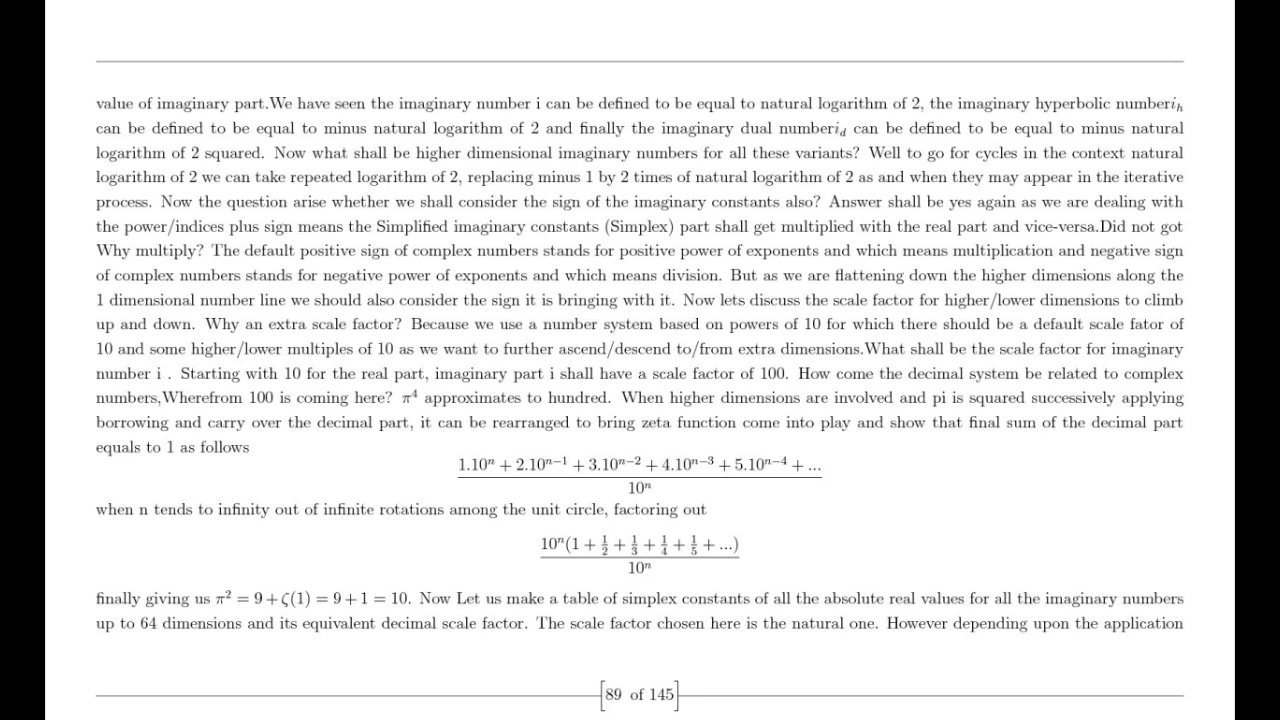 value of imaginary part.We have seen the imaginary number i can be defined to be equal to natural logarithm of 2, the imaginary hyperbolic numberiₕ
can be defined to be equal to minus natural logarithm of 2 and finally the imaginary dual numberi_d can be defined to be equal to minus natural
logarithm of 2 squared. Now what shall be higher dimensional imaginary numbers for all these variants? Well to go for cycles in the context natural
logarithm of 2 we can take repeated logarithm of 2, replacing minus 1 by 2 times of natural logarithm of 2 as and when they may appear in the iterative
process. Now the question arise whether we shall consider the sign of the imaginary constants also? Answer shall be yes again as we are dealing with
the power/indices plus sign means the Simplified imaginary constants (Simplex) part shall get multiplied with the real part and vice-versa.Did not got
Why multiply? The default positive sign of complex numbers stands for positive power of exponents and which means multiplication and negative sign
of complex numbers stands for negative power of exponents and which means division. But as we are flattening down the higher dimensions along the
1 dimensional number line we should also consider the sign it is bringing with it. Now lets discuss the scale factor for higher/lower dimensions to climb
up and down. Why an extra scale factor? Because we use a number system based on powers of 10 for which there should be a default scale fator of
10 and some higher/lower multiples of 10 as we want to further ascend/descend to/from extra dimensions.What shall be the scale factor for imaginary
number i . Starting with 10 for the real part, imaginary part i shall have a scale factor of 100. How come the decimal system be related to complex
numbers,Wherefrom 100 is coming here? π⁴ approximates to hundred. When higher dimensions are involved and pi is squared successively applying
borrowing and carry over the decimal part, it can be rearranged to bring zeta function come into play and show that final sum of the decimal part
equals to 1 as follows
1.10ⁿ + 2.10ⁿ⁻¹ + 3.10ⁿ⁻² + 4.10ⁿ⁻³ + 5.10ⁿ⁻⁴ + ...
10ⁿ
when n tends to infinity out of infinite rotations among the unit circle, factoring out
10ⁿ(1 + 1/2 + 1/3 + 1/4 + 1/5 + ...)
10ⁿ
finally giving us π² = 9 + ζ(1) = 9 + 1 = 10. Now Let us make a table of simplex constants of all the absolute real values for all the imaginary numbers
up to 64 dimensions and its equivalent decimal scale factor. The scale factor chosen here is the natural one. However depending upon the application
[89 of 145]